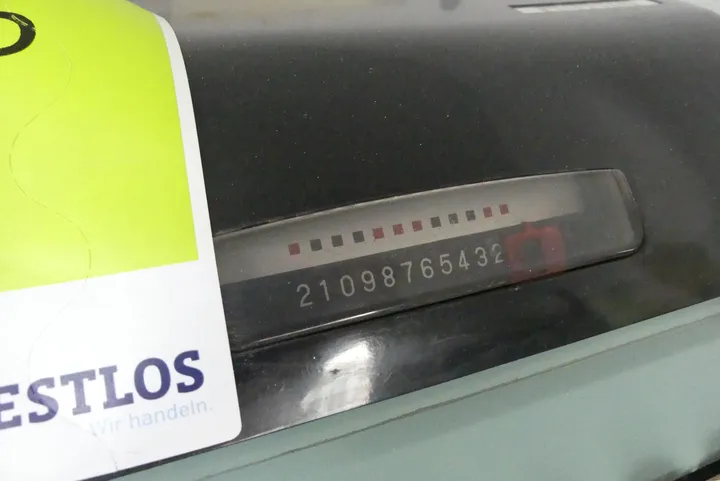 21098765432
ESTLOS
Wir handeln.